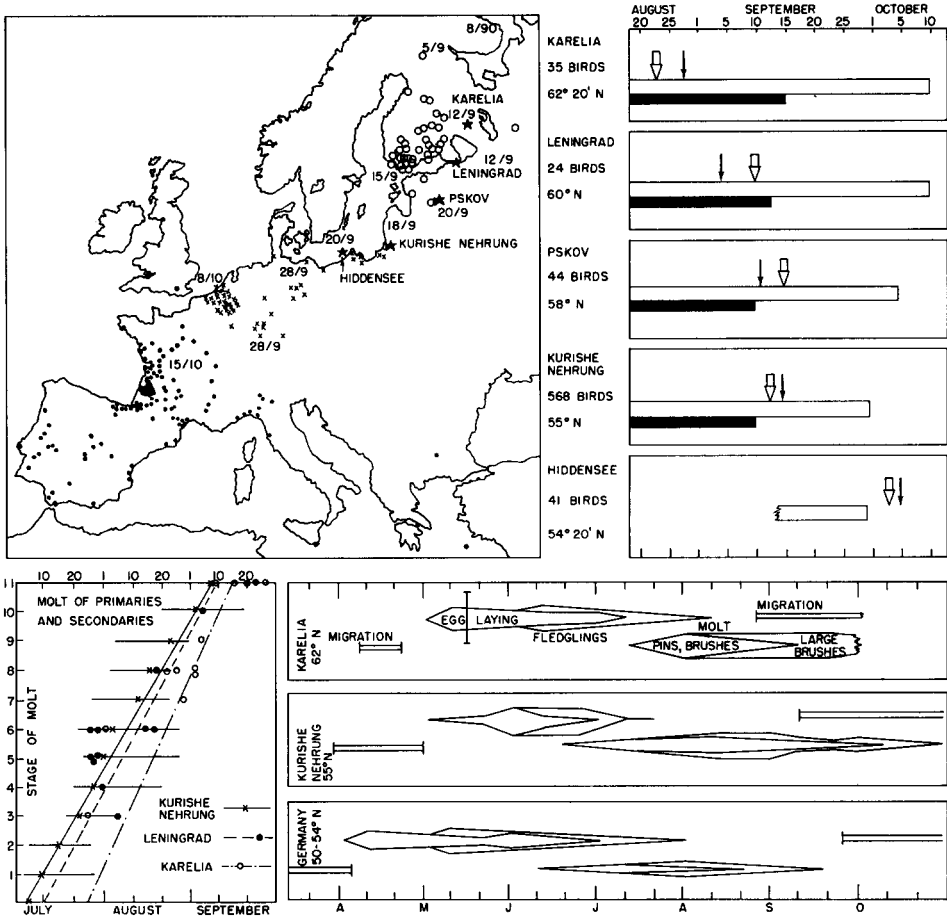 8/90
5/9
KARELIA
12/9
12/9
LENINGRAD
15/9
PSKOV
20/9
18/9
20/9
KURISHE NEHRUNG
28/9
HIDDENSEE
8/10
28/9
15/10
AUGUST SEPTEMBER OCTOBER
20 25 1 5 10 15 20 25 1 5 10
KARELIA
35 BIRDS
62° 20' N
LENINGRAD
24 BIRDS
60° N
PSKOV
44 BIRDS
58° N
KURISHE
NEHRUNG
568 BIRDS
55° N
HIDDENSEE
41 BIRDS
54° 20' N
10 20 10 20 10 20
MOLT OF PRIMARIES
AND SECONDARIES
STAGE OF MOLT
11
10
9
8
7
6
5
4
3
2
1
KURISHE
NEHRUNG
LENINGRAD
KARELIA
JULY AUGUST SEPTEMBER
KARELIA
62° N
MIGRATION
EGG LAYING
FLEDGLINGS
MOLT
PINS, BRUSHES
LARGE
BRUSHES
MIGRATION
KURISHE
NEHRUNG
55° N
GERMANY
50-54° N
A M J J A S O